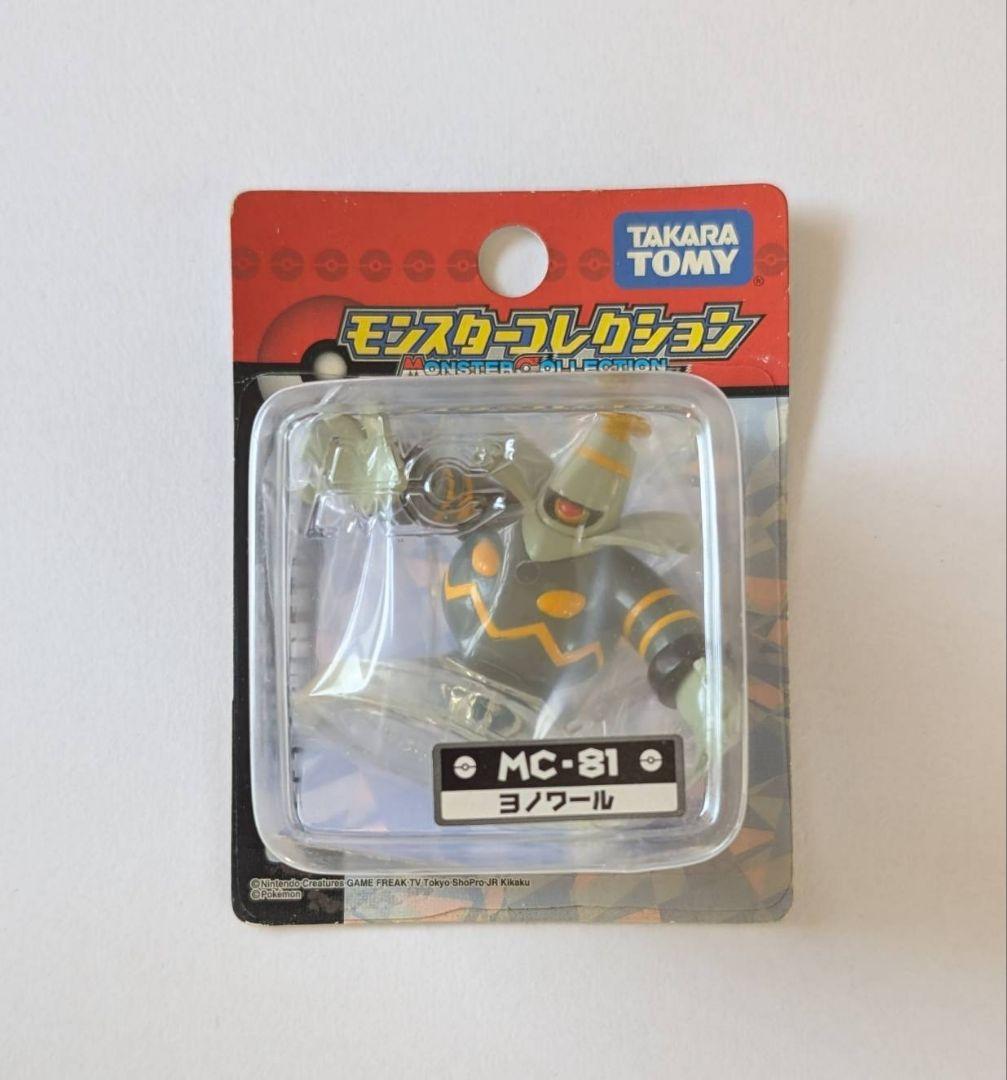 TAKARA
TOMY
®
モンスターコレクション
MONSTER COLLECTION
MC-81
ヨノワール
©Nintendo·Creatures·GAME FREAK·TV Tokyo·ShoPro·JR Kikaku
©Pokémon